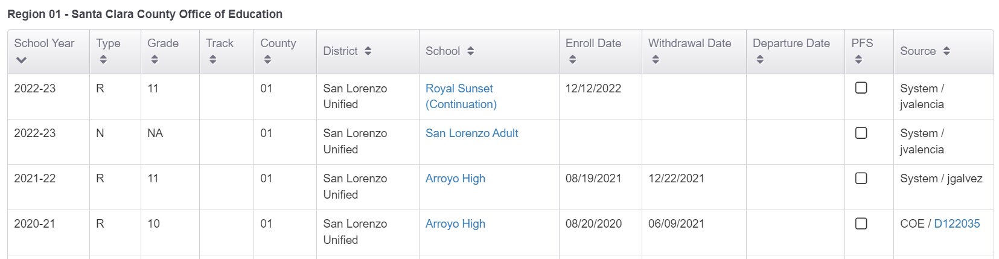 Region 01 - Santa Clara County Office of Education
School Year Type Grade Track County District School Enroll Date Withdrawal Date Departure Date PFS Source
2022-23 R 11 01 San Lorenzo Royal Sunset 12/12/2022 System /
Unified (Continuation) jvalencia
2022-23 N NA 01 San Lorenzo San Lorenzo Adult System /
Unified jvalencia
2021-22 R 11 01 San Lorenzo Arroyo High 08/19/2021 12/22/2021 System / jgalvez
Unified
2020-21 R 10 01 San Lorenzo Arroyo High 08/20/2020 06/09/2021 COE / D122035
Unified